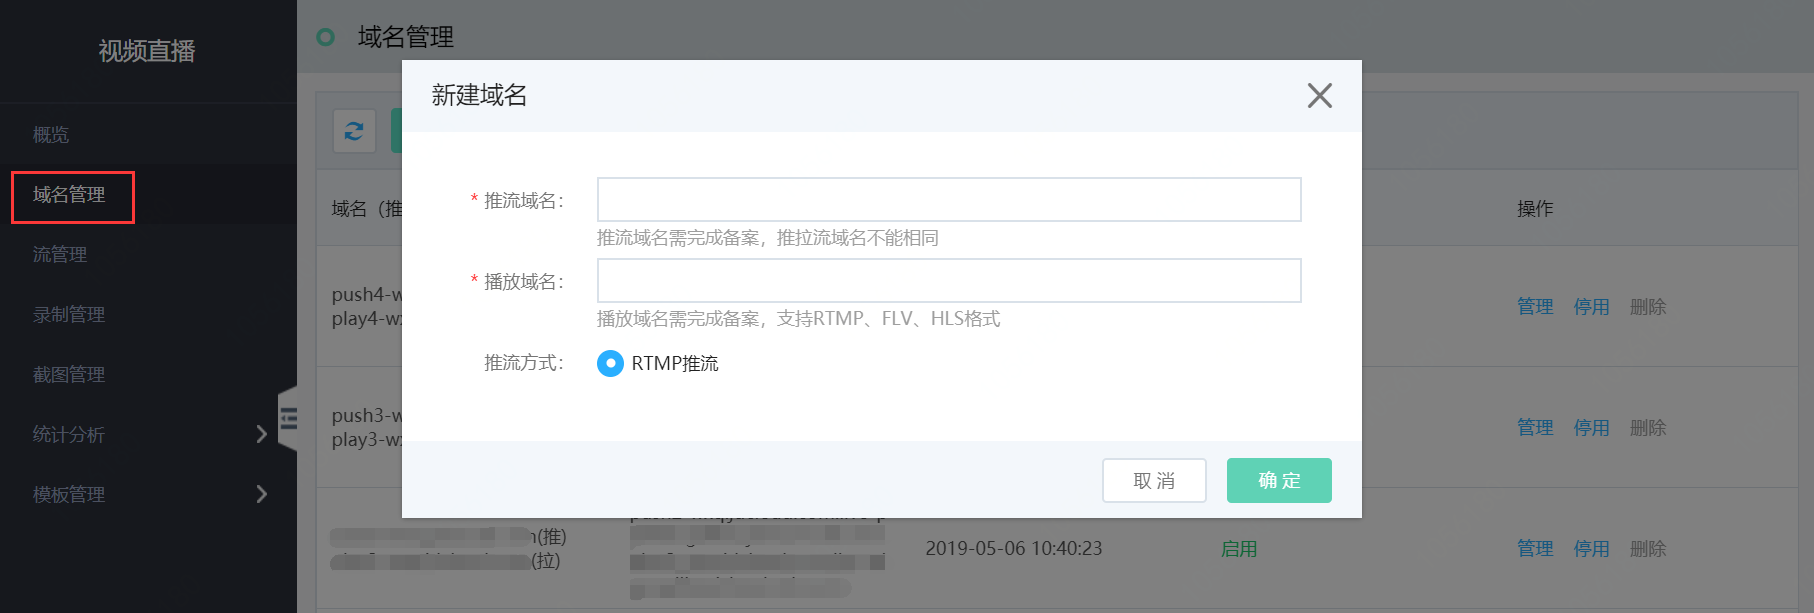 视频直播
概览
域名管理
流管理
录制管理
截图管理
统计分析
模板管理
域名管理
新建域名
* 推流域名：
推流域名需完成备案，推拉流域名不能相同
* 播放域名：
播放域名需完成备案，支持RTMP、FLV、HLS格式
推流方式：
RTMP推流
取 消
确 定
域名（推
操作
push4-w
play4-w
管理 停用 删除
push3-w
play3-w
管理 停用 删除
(推)
(拉)
2019-05-06 10:40:23
启用
管理 停用 删除